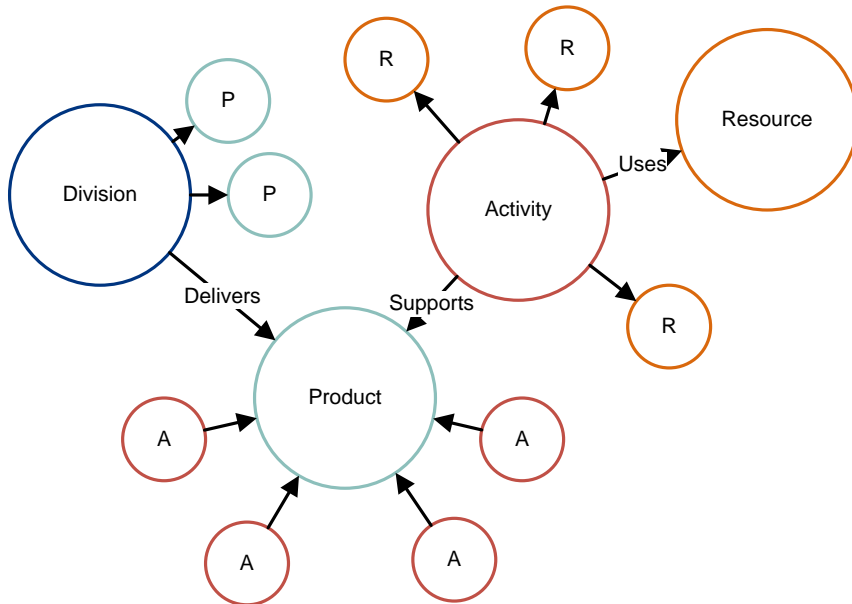 R
R
P
Resource
Uses
Division
P
Activity
Delivers
Supports
R
Product
A
A
A
A